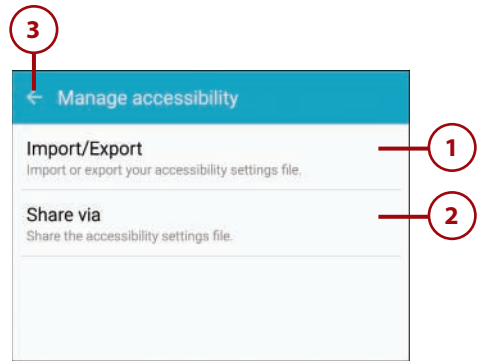 3
← Manage accessibility
Import/Export
Import or export your accessibility settings file.
1
Share via
Share the accessibility settings file.
2